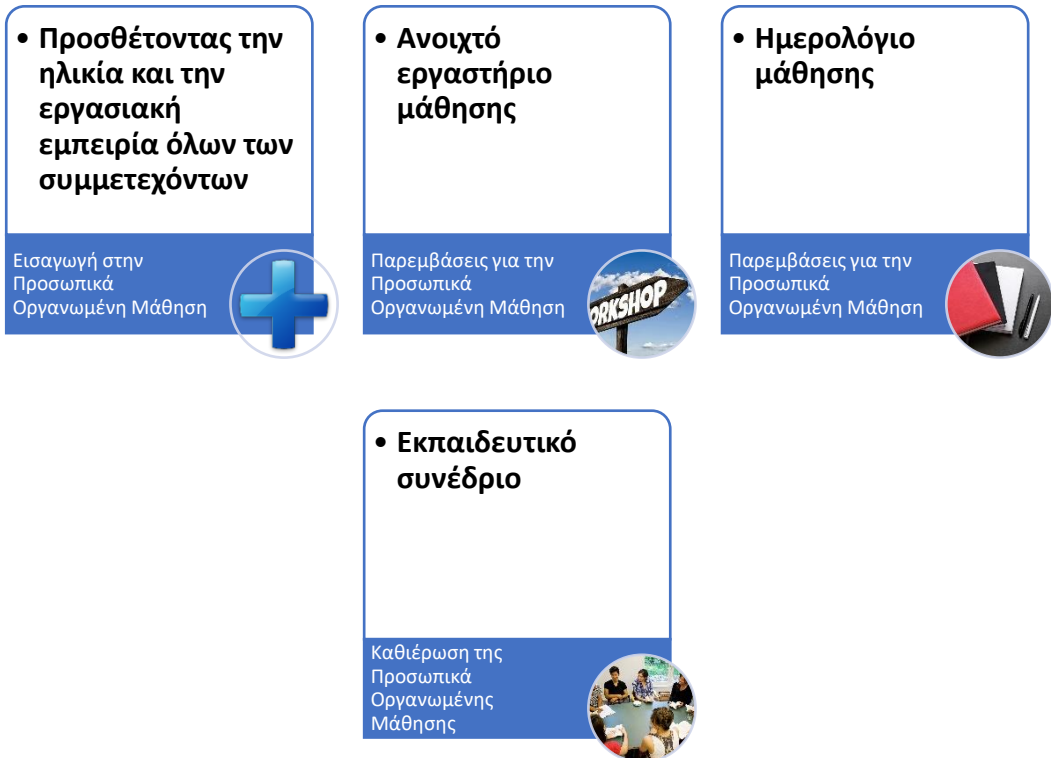 • Προσθέτοντας την
ηλικία και την
εργασιακή
εμπειρία όλων των
συμμετεχόντων
Εισαγωγή στην
Προσωπικά
Οργανωμένη Μάθηση
• Ανοιχτό
εργαστήριο
μάθησης
Παρεμβάσεις για την
Προσωπικά
Οργανωμένη Μάθηση
ORKSHOP
• Ημερολόγιο
μάθησης
Παρεμβάσεις για την
Προσωπικά
Οργανωμένη Μάθηση
• Εκπαιδευτικό
συνέδριο
Καθιέρωση της
Προσωπικά
Οργανωμένης
Μάθησης